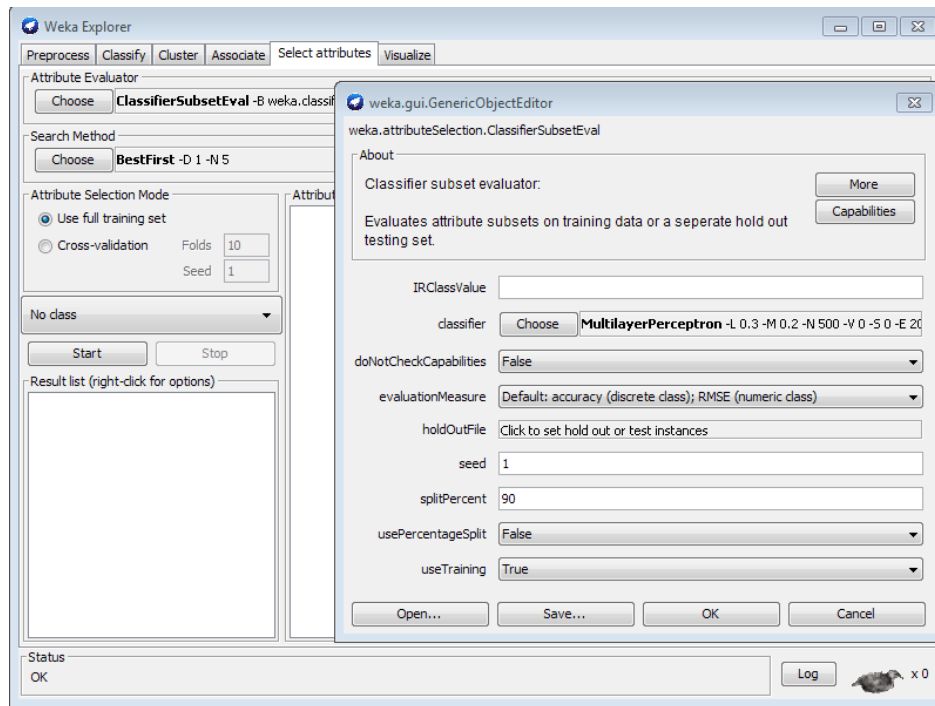 Weka Explorer
Preprocess Classify Cluster Associate Select attributes Visualize
Attribute Evaluator
Choose ClassifierSubsetEval -B weka.classif
Search Method
Choose BestFirst -D 1 -N 5
Attribute Selection Mode
Use full training set
Cross-validation Folds 10
Seed 1
No class
Start Stop
Result list (right-click for options)
Attribut
weka.gui.GenericObjectEditor
weka.attributeSelection.ClassifierSubsetEval
About
Classifier subset evaluator:
More
Capabilities
Evaluates attribute subsets on training data or a seperate hold out
testing set.
IRClassValue
classifier Choose MultilayerPerceptron -L 0.3 -M 0.2 -N 500 -V 0 -S 0 -E 20
doNotCheckCapabilities False
evaluationMeasure Default: accuracy (discrete class); RMSE (numeric class)
holdOutFile Click to set hold out or test instances
seed 1
splitPercent 90
usePercentageSplit False
useTraining True
Open... Save... OK Cancel
Status
OK
Log x 0